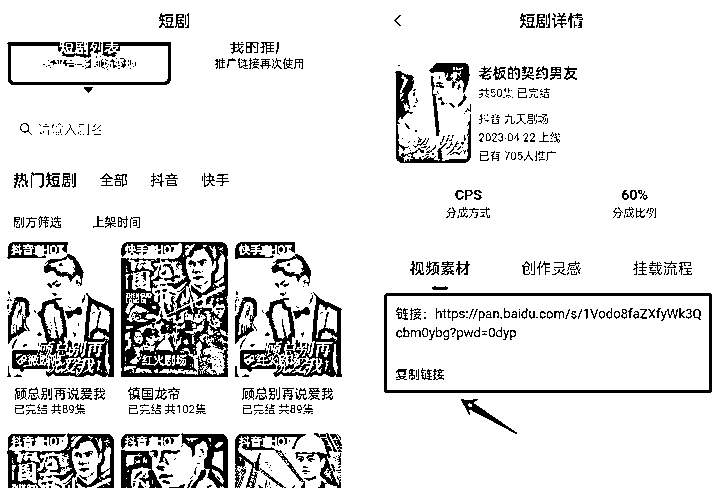 短剧
短剧列表
我的推广
推广链接再次使用
请输入剧名
热门短剧
全部
抖音
快手
剧方筛选
上架时间
抖音 HOT
快手 HOT
快手 HOT
顾总别再说爱我
红火剧场
顾总别再说爱我
顾总别再说爱我
镇国龙帝
顾总别再说爱我
已完结 共89集
已完结 共102集
已完结 共89集
抖音 HOT
抖音 HOT
抖音 HOT
短剧详情
老板的契约男友
共50集 已完结
抖音 九天剧场
2023-04-22 上线
已有 705人推广
CPS
60%
分成方式
分成比例
视频素材
创作灵感
挂载流程
链接：https://pan.baidu.com/s/1Vodo8faZXfyWk3Q
cbm0ybg?pwd=0dyp
复制链接